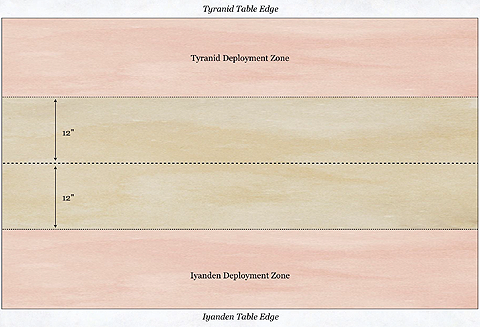 Tyranid Table Edge
Tyranid Deployment Zone
12"
12"
Iyanden Deployment Zone
Iyanden Table Edge